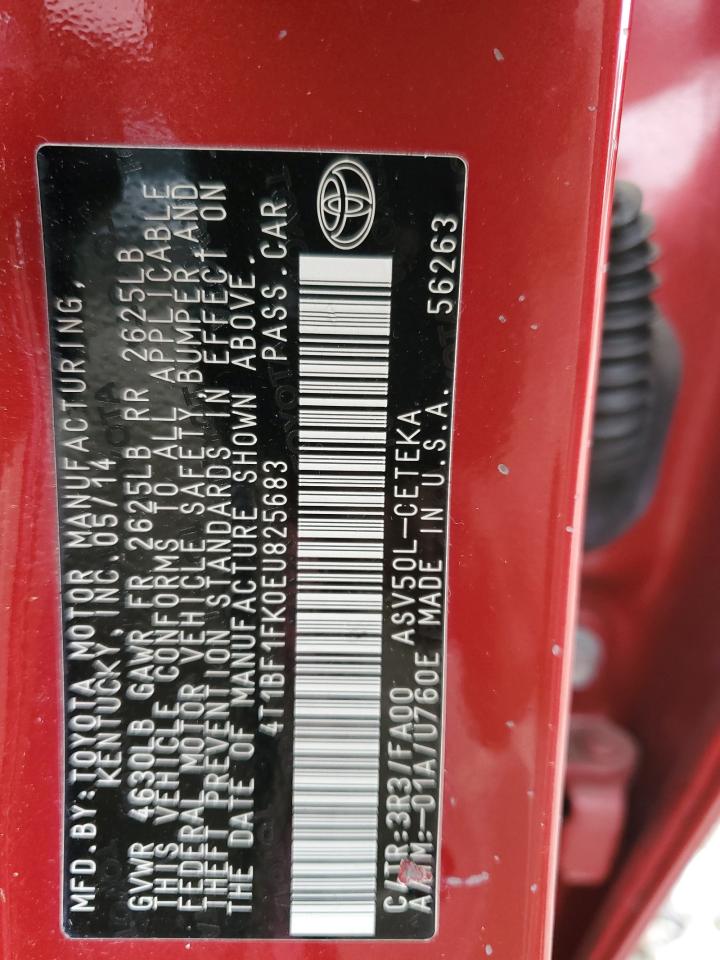 MFD.BY:TOYOTA MOTOR MANUFACTURING,
KENTUCKY, INC.05/14
GVWR 4630LB GAWR FR 2625LB RR 2625LB
THIS VEHICLE CONFORMS TO ALL APPLICABLE
FEDERAL MOTOR VEHICLE SAFETY BUMPER,AND
THEFT PREVENTION STANDARDS IN EFFECT ON
THE DATE OF MANUFACTURE SHOWN ABOVE.
4T1BF1FK0EU825683 PASS.CAR
C/TR:3R3/FA00 ASV50L-CETEKA 56263
A/TM:-01A/U760E MADE IN U.S.A.